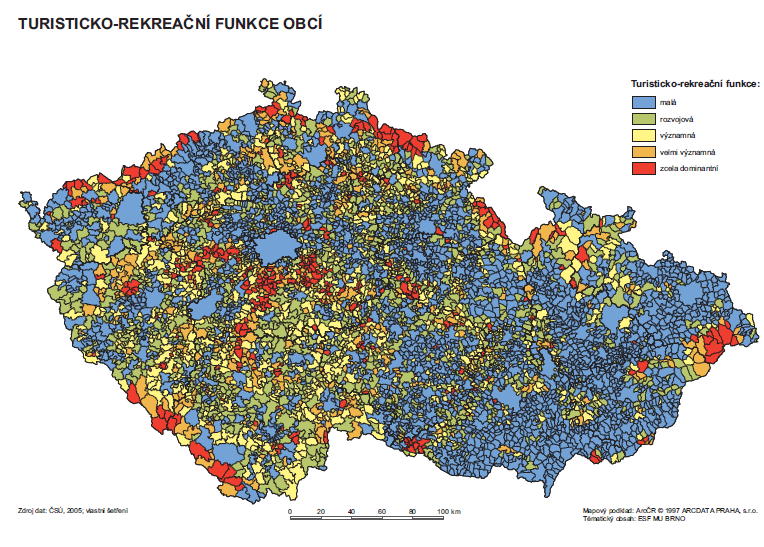 TURISTICKO-REKREAČNÍ FUNKCE OBCÍ
Turisticko-rekreační funkce:
malá
rozvojová
významná
velmi významná
zcela dominantní
Zdroj dat: ČSÚ, 2005; vlastní šetření
0 20 40 60 80 100 km
Mapový podklad: ArcČR © 1997 ARCDATA PRAHA, s.r.o.
Tématický obsah: ESF MU BRNO